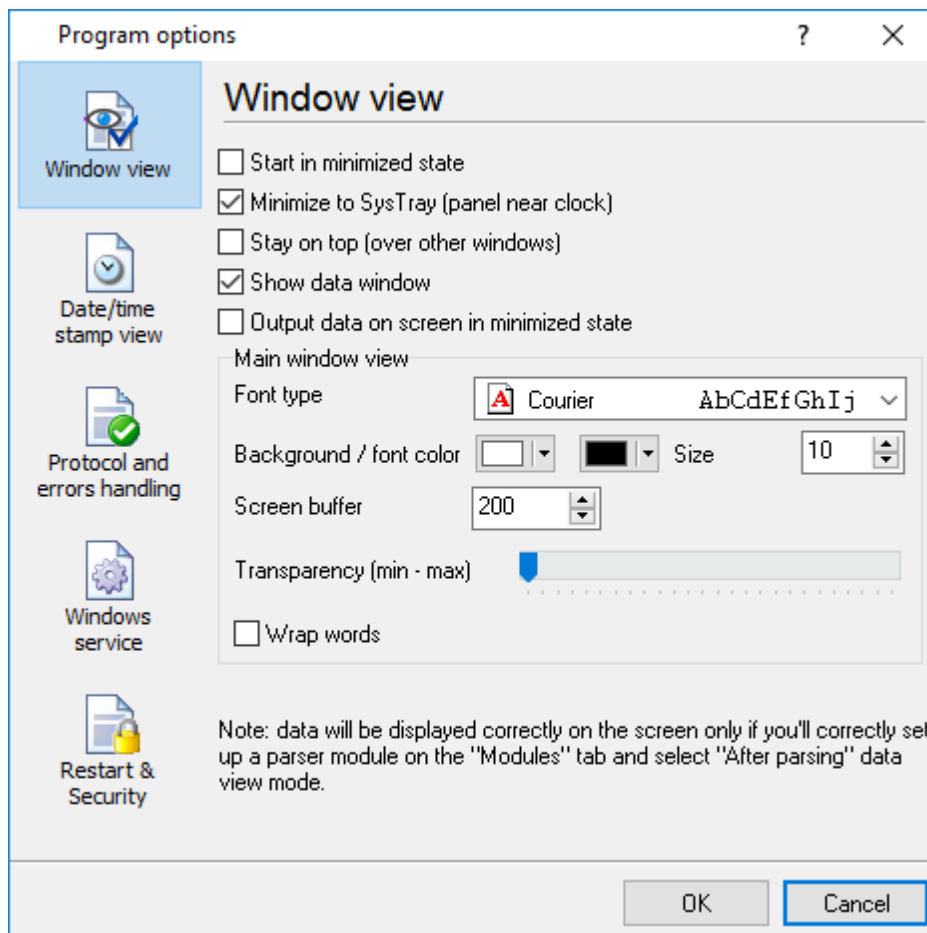 Program options
?
Window view
Date/time
stamp view
Protocol and
errors handling
Windows
service
Restart &
Security
Window view
Start in minimized state
Minimize to SysTray (panel near clock)
Stay on top (over other windows)
Show data window
Output data on screen in minimized state
Main window view
Font type
A Courier AbCdEfGhIj
Background / font color Size 10
Screen buffer 200
Transparency (min - max)
Wrap words
Note: data will be displayed correctly on the screen only if you'll correctly set
up a parser module on the "Modules" tab and select "After parsing" data
view mode.
OK Cancel